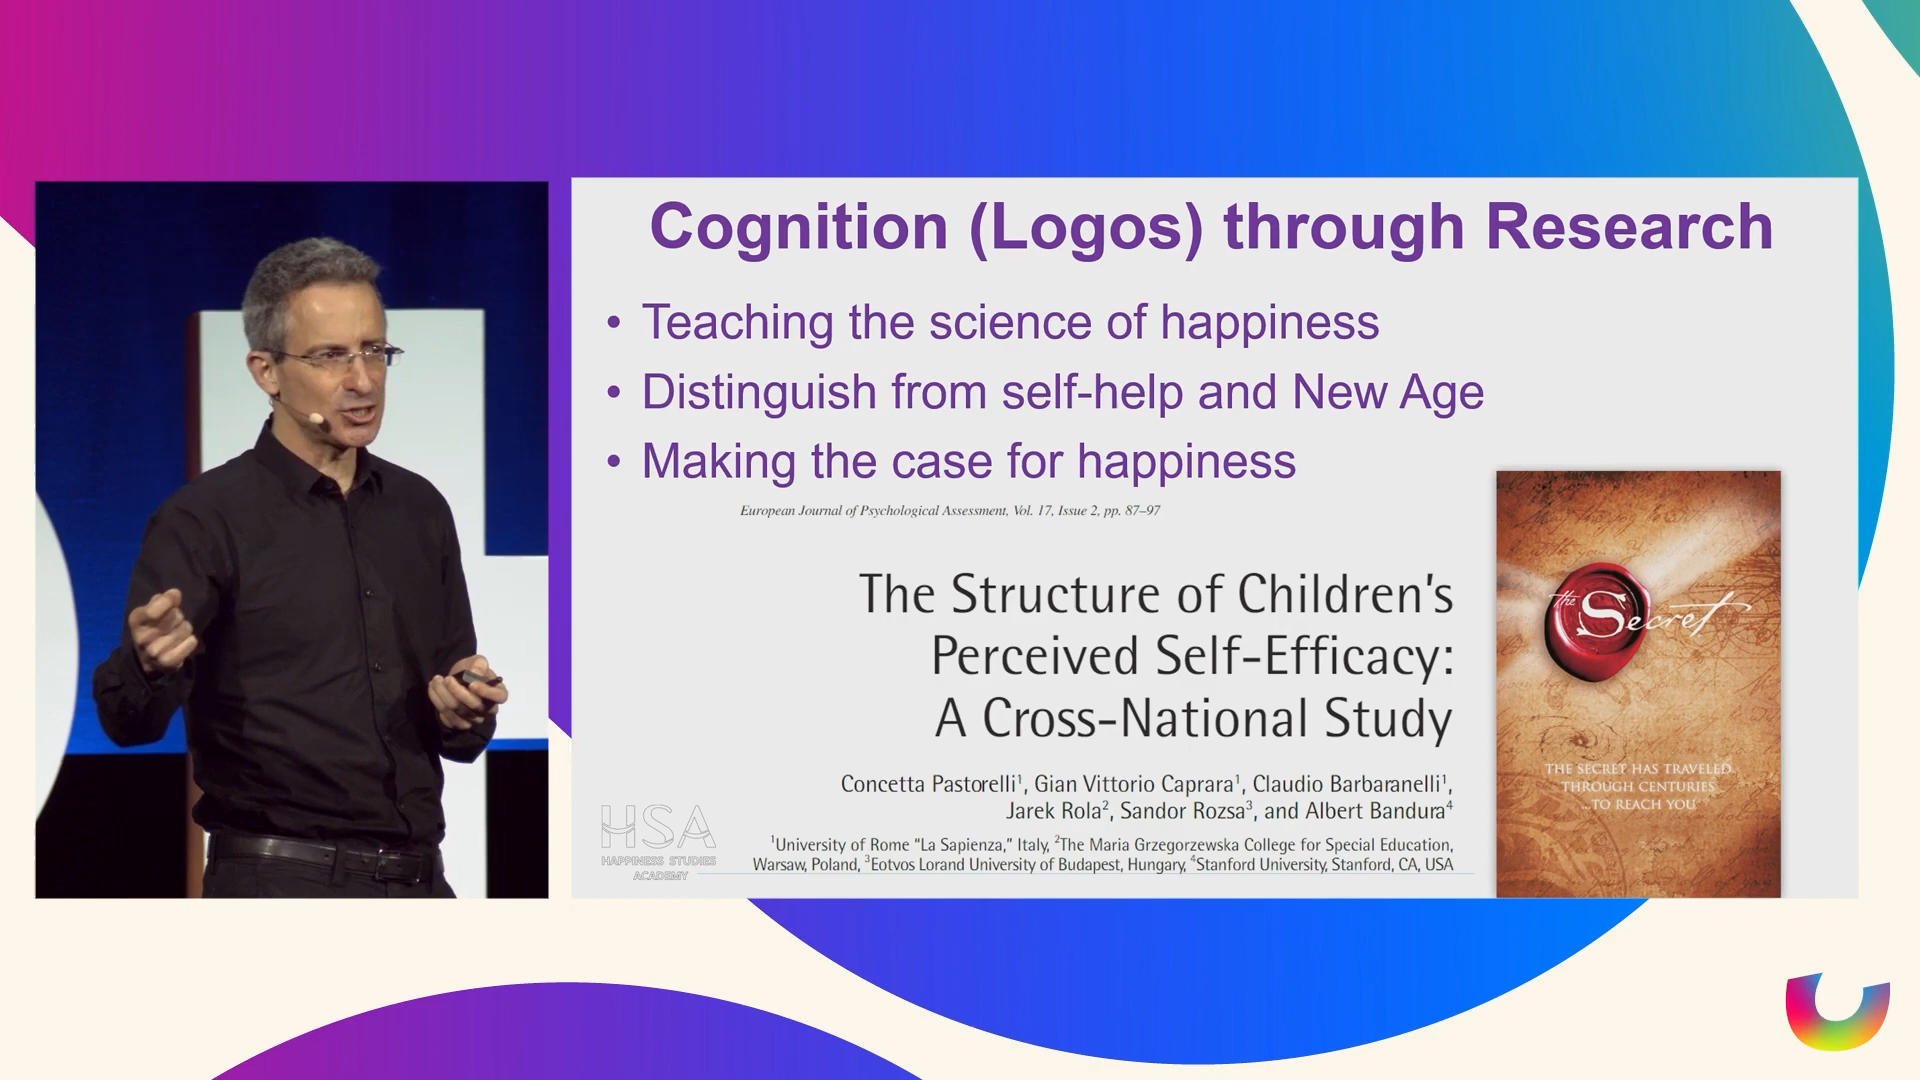 Cognition (Logos) through Research
• Teaching the science of happiness
• Distinguish from self-help and New Age
• Making the case for happiness
European Journal of Psychological Assessment, Vol. 17, Issue 2, pp. 87–97
The Structure of Children's
Perceived Self-Efficacy:
A Cross-National Study
Concetta Pastorelli¹, Gian Vittorio Caprara¹, Claudio Barbaranelli¹,
Jarek Rola², Sandor Rozsa³, and Albert Bandura⁴
¹University of Rome "La Sapienza," Italy, ²The Maria Grzegorzewska College for Special Education,
Warsaw, Poland, ³Eotvos Lorand University of Budapest, Hungary, ⁴Stanford University, Stanford, CA, USA
HSA
HAPPINESS STUDIES
ACADEMY
the Secret
THE SECRET HAS TRAVELED
THROUGH CENTURIES
...TO REACH YOU